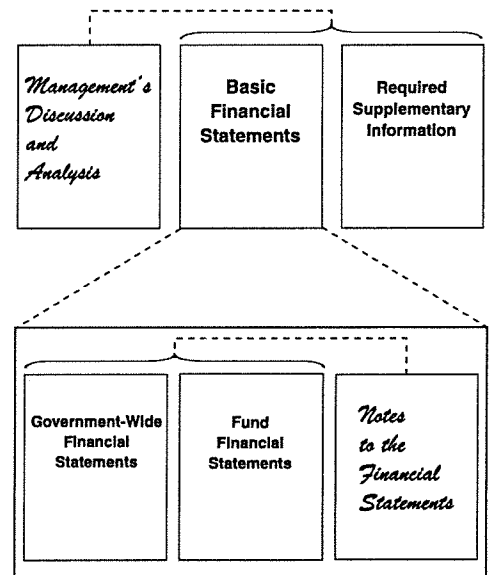 Management's
Discussion
and
Analysis
Basic
Financial
Statements
Required
Supplementary
Information
Government-Wide
Financial
Statements
Fund
Financial
Statements
Notes
to the
Financial
Statements